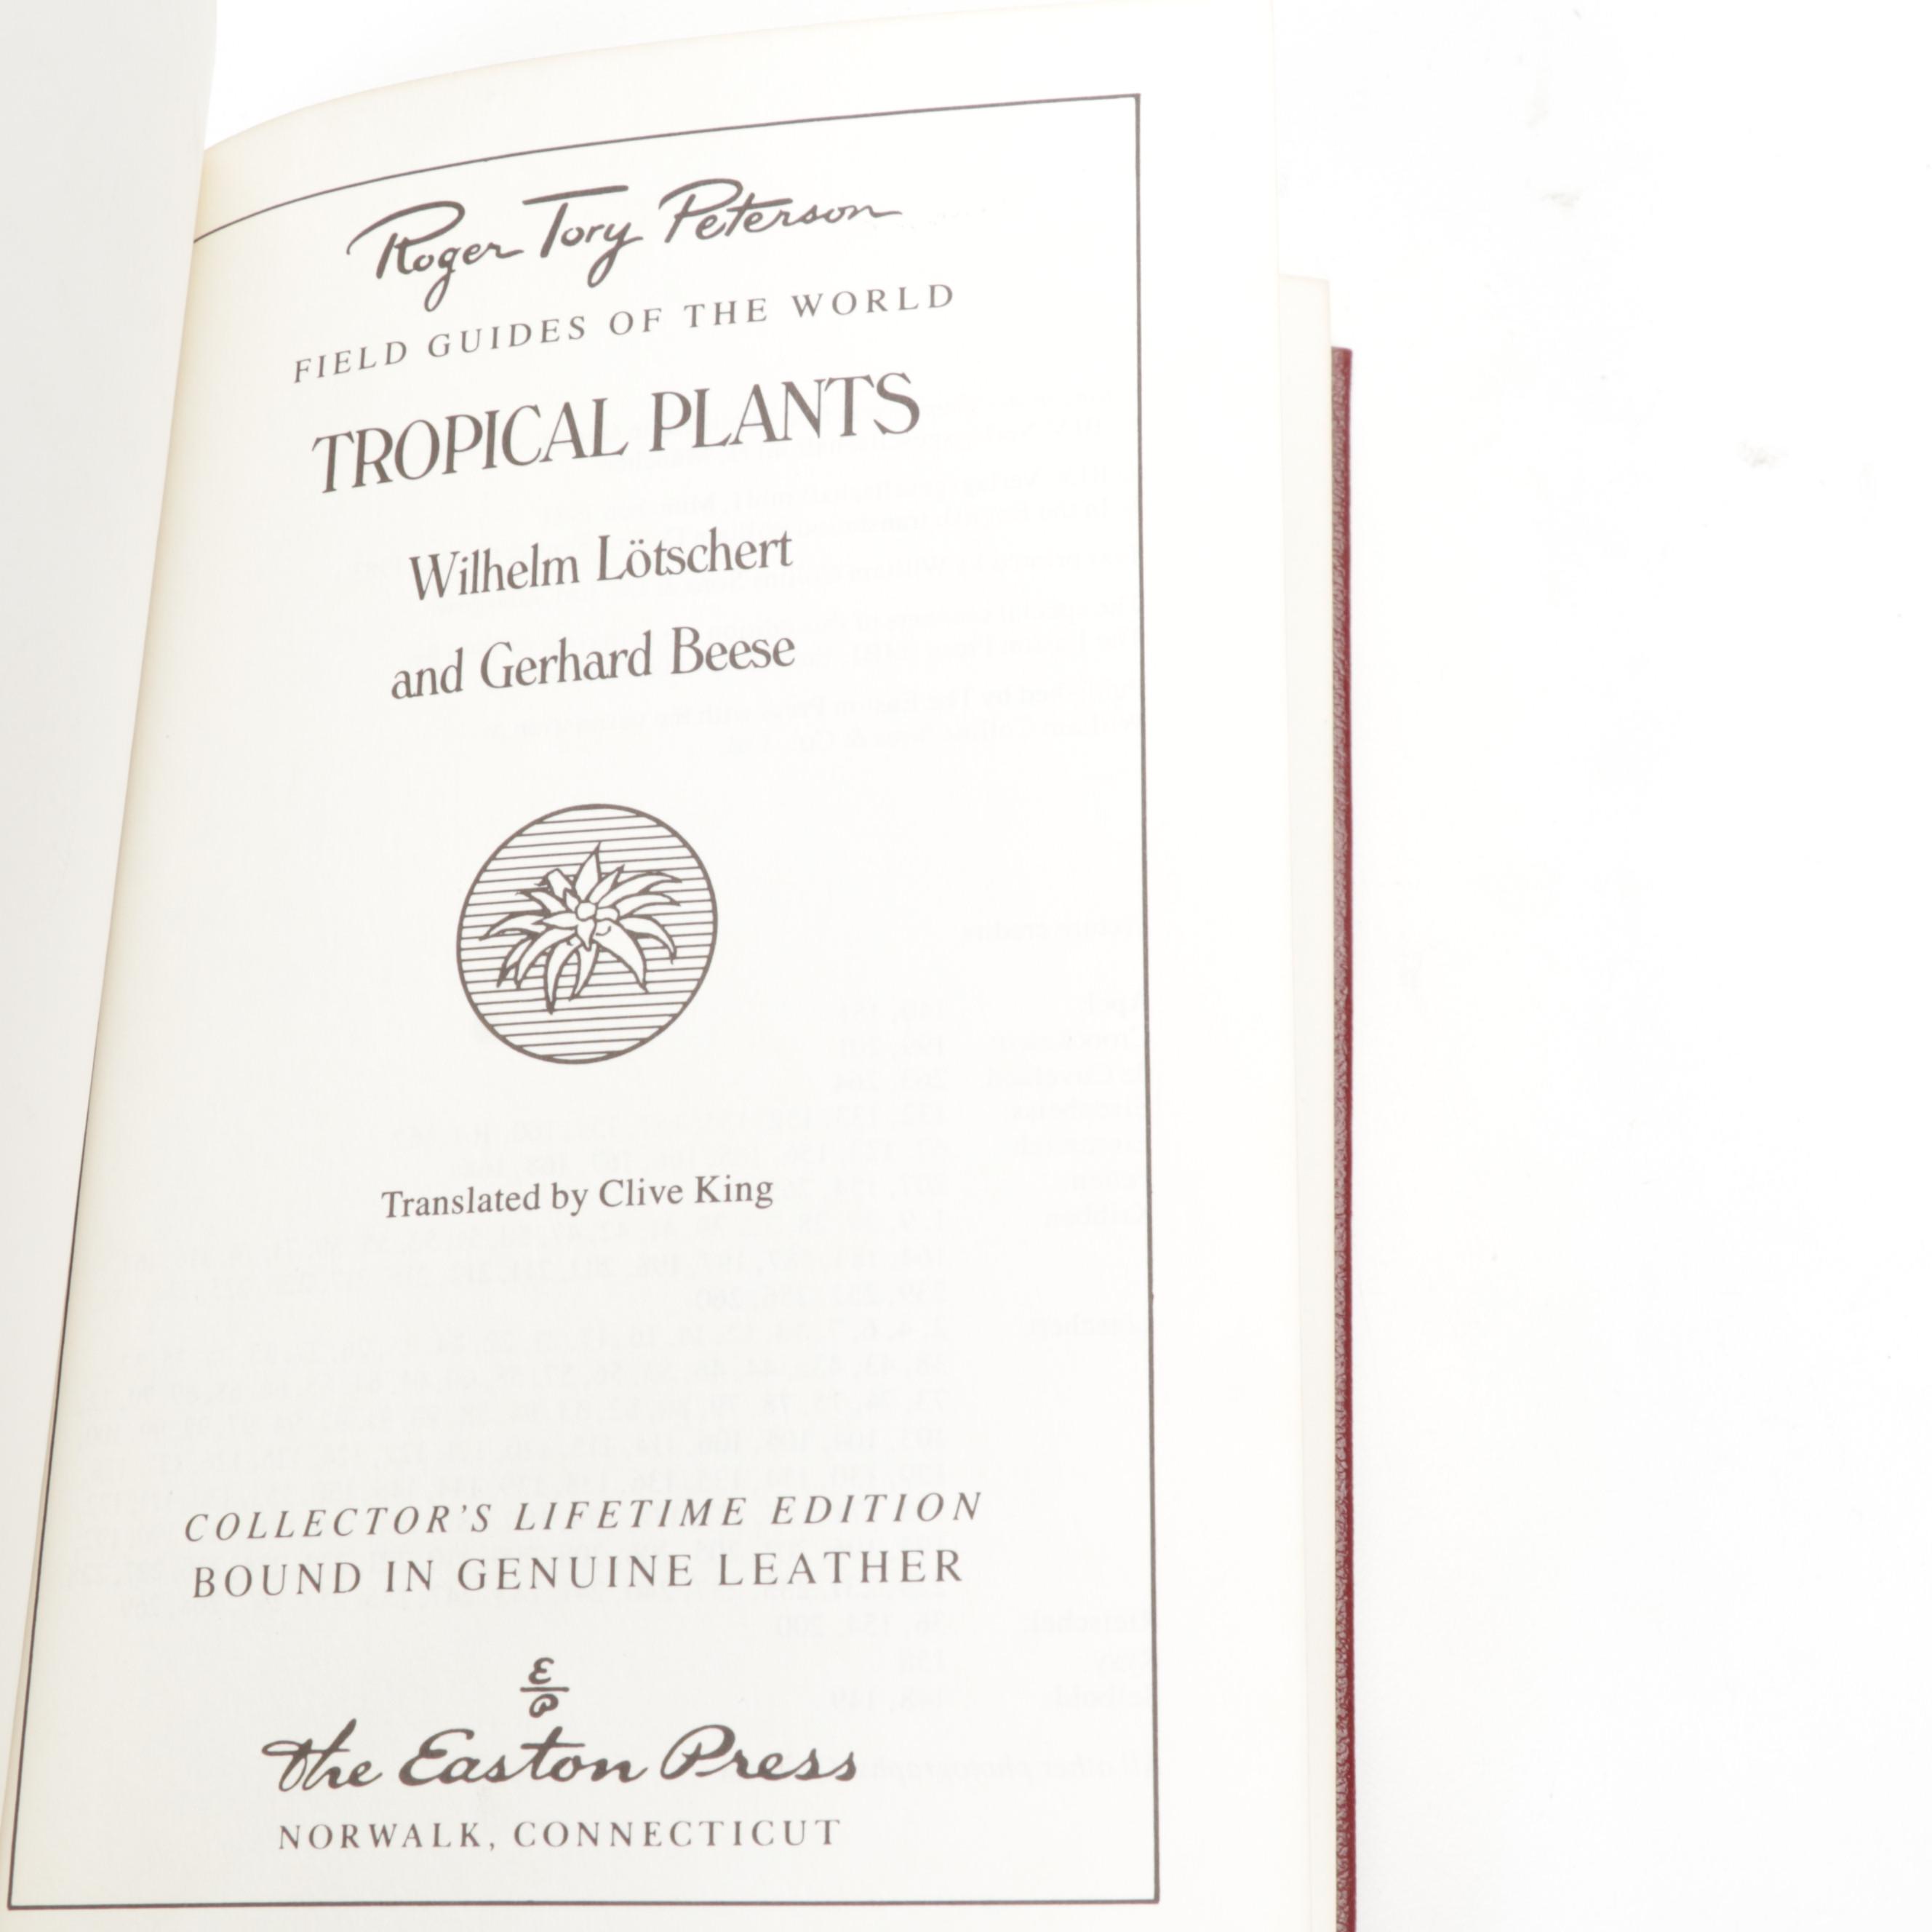 Roger Tory Peterson
FIELD GUIDES OF THE WORLD
TROPICAL PLANTS
Wilhelm Lötschert
and Gerhard Beese
Translated by Clive King
COLLECTOR'S LIFETIME EDITION
BOUND IN GENUINE LEATHER
E
P
The Easton Press
NORWALK, CONNECTICUT